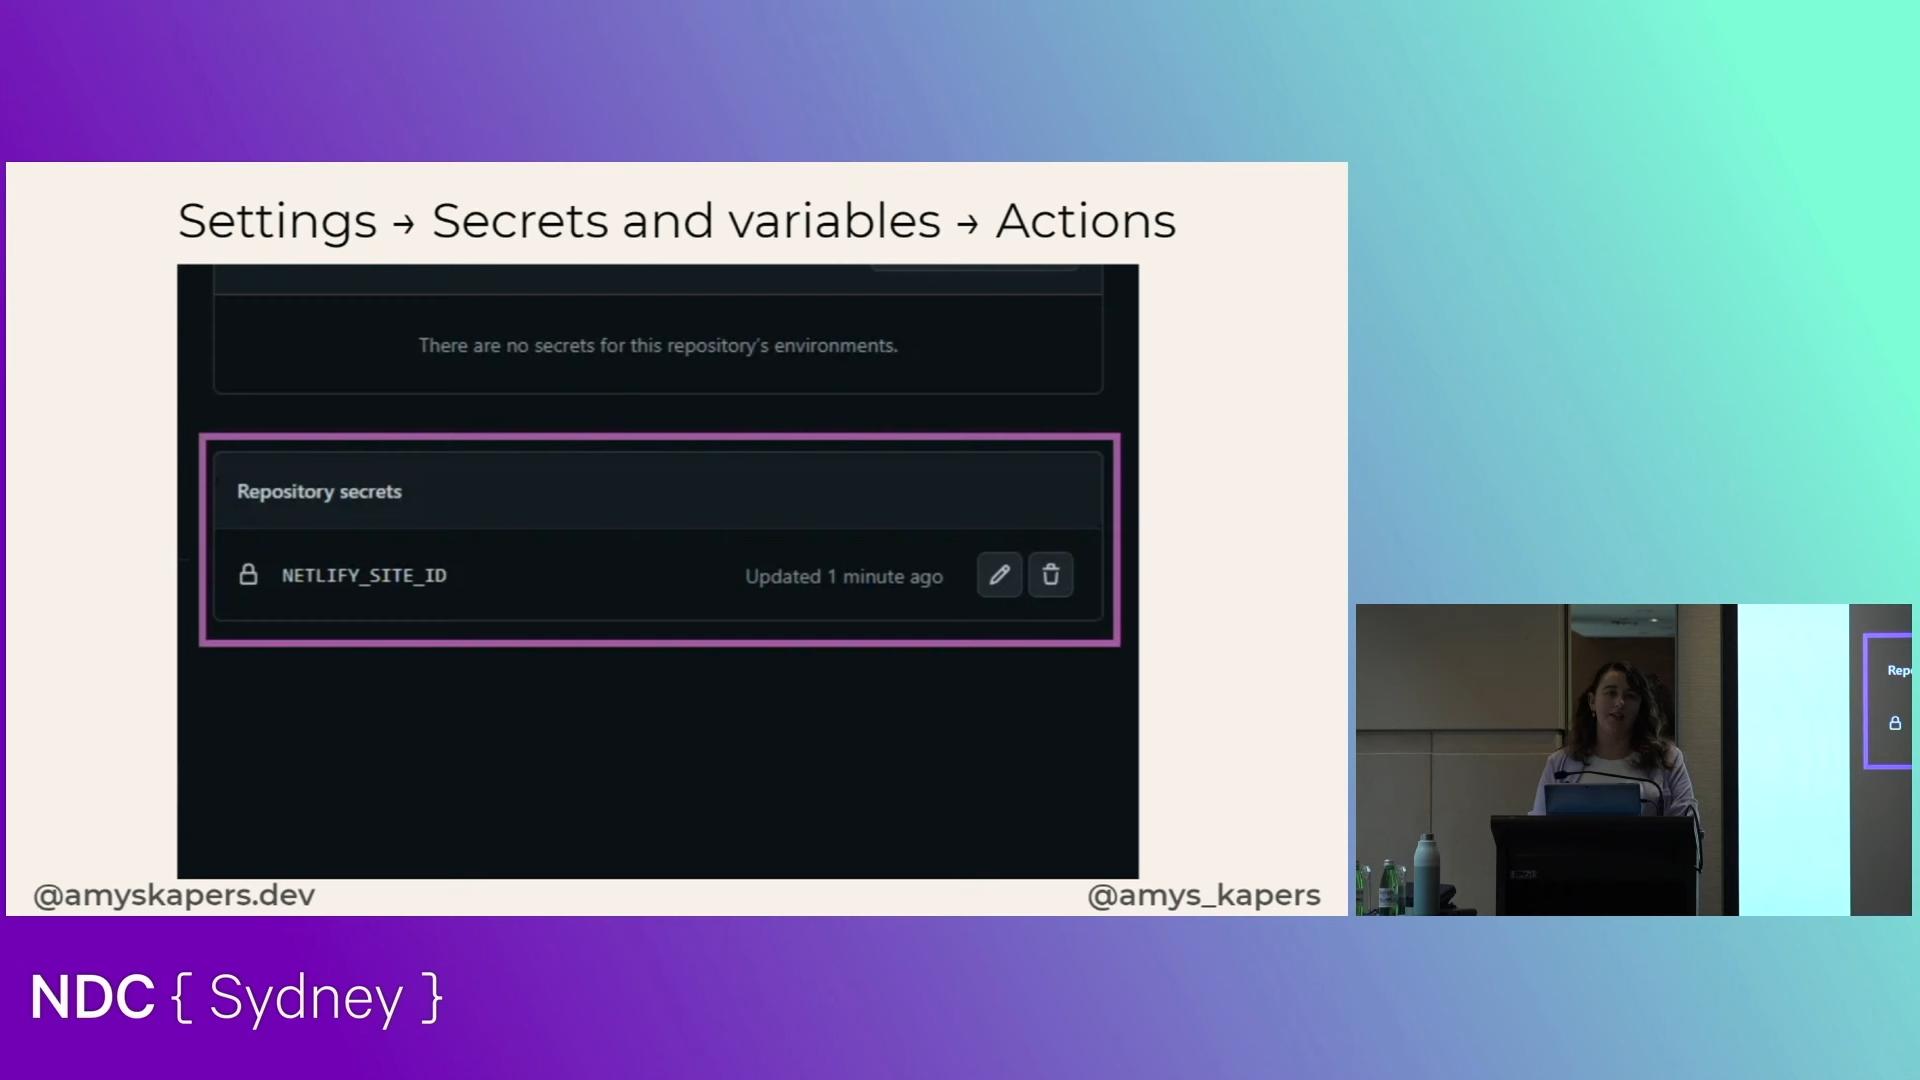 Settings → Secrets and variables → Actions
There are no secrets for this repository's environments.
Repository secrets
NETLIFY_SITE_ID Updated 1 minute ago
@amyskapers.dev @amys_kapers
Rep
NDC { Sydney }